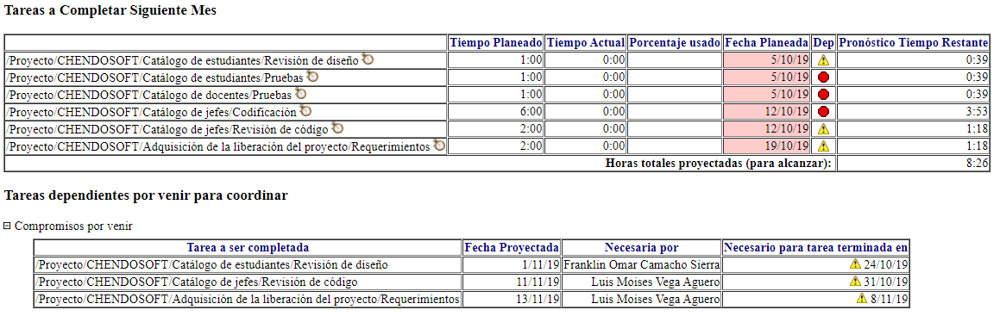 Tareas a Completar Siguiente Mes
Tiempo Planeado Tiempo Actual Porcentaje usado Fecha Planeada Dep Pronóstico Tiempo Restante
/Proyecto/CHENDOSOFT/Catálogo de estudiantes/Revisión de diseño 1:00 0:00 5/10/19 0:39
/Proyecto/CHENDOSOFT/Catálogo de estudiantes/Pruebas 1:00 0:00 5/10/19 0:39
/Proyecto/CHENDOSOFT/Catálogo de docentes/Pruebas 1:00 0:00 5/10/19 0:39
/Proyecto/CHENDOSOFT/Catálogo de jefes/Codificación 6:00 0:00 12/10/19 3:53
/Proyecto/CHENDOSOFT/Catálogo de jefes/Revisión de código 2:00 0:00 12/10/19 1:18
/Proyecto/CHENDOSOFT/Adquisición de la liberación del proyecto/Requerimientos 2:00 0:00 19/10/19 1:18
Horas totales proyectadas (para alcanzar): 8:26
Tareas dependientes por venir para coordinar
Compromisos por venir
Tarea a ser completada Fecha Proyectada Necesaria por Necesario para tarea terminada en
/Proyecto/CHENDOSOFT/Catálogo de estudiantes/Revisión de diseño 1/11/19 Franklin Omar Camacho Sierra 24/10/19
/Proyecto/CHENDOSOFT/Catálogo de jefes/Revisión de código 11/11/19 Luis Moises Vega Aguero 31/10/19
/Proyecto/CHENDOSOFT/Adquisición de la liberación del proyecto/Requerimientos 13/11/19 Luis Moises Vega Aguero 8/11/19